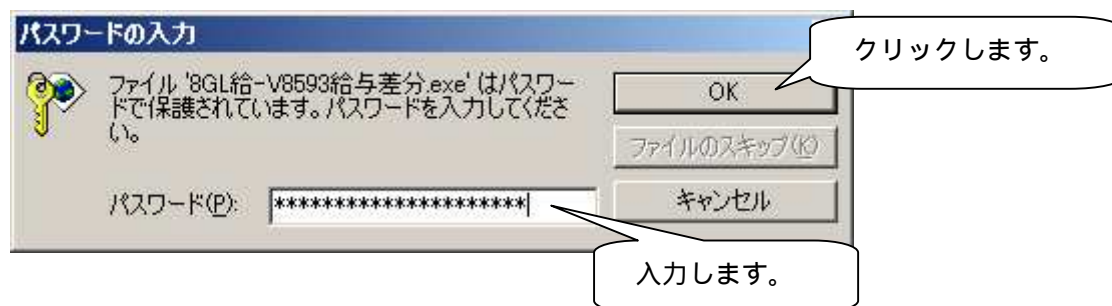 パスワードの入力
クリックします。
ファイル '8GL給-V8593給与差分.exe' はパスワー
ドで保護されています。パスワードを入力してくださ
い。
OK
ファイルのスキップ(K)
パスワード(P):
*********************
キャンセル
入力します。